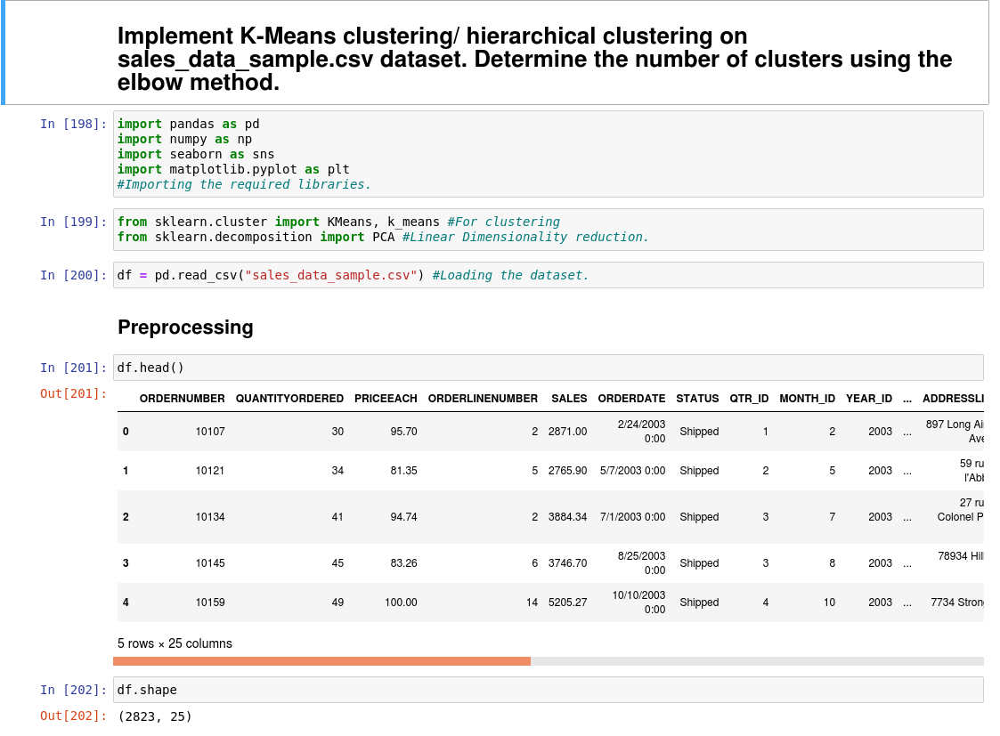 Implement K-Means clustering/ hierarchical clustering on
sales_data_sample.csv dataset. Determine the number of clusters using the
elbow method.
In [198]: import pandas as pd
import numpy as np
import seaborn as sns
import matplotlib.pyplot as plt
#Importing the required libraries.
In [199]: from sklearn.cluster import KMeans, k_means #For clustering
from sklearn.decomposition import PCA #Linear Dimensionality reduction.
In [200]: df = pd.read_csv("sales_data_sample.csv") #Loading the dataset.
Preprocessing
In [201]: df.head()
Out[201]:
ORDERNUMBER QUANTITYORDERED PRICEEACH ORDERLINENUMBER SALES ORDERDATE STATUS QTR_ID MONTH_ID YEAR_ID ... ADDRESSLI
0 10107 30 95.70 2 2871.00 2/24/2003 0:00 Shipped 1 2 2003 ... 897 Long Ai Ave
1 10121 34 81.35 5 2765.90 5/7/2003 0:00 Shipped 2 5 2003 ... 59 ru l'Abb
2 10134 41 94.74 2 3884.34 7/1/2003 0:00 Shipped 3 7 2003 ... 27 ru Colonel P
3 10145 45 83.26 6 3746.70 8/25/2003 0:00 Shipped 3 8 2003 ... 78934 Hill
4 10159 49 100.00 14 5205.27 10/10/2003 0:00 Shipped 4 10 2003 ... 7734 Strong
5 rows × 25 columns
In [202]: df.shape
Out[202]: (2823, 25)